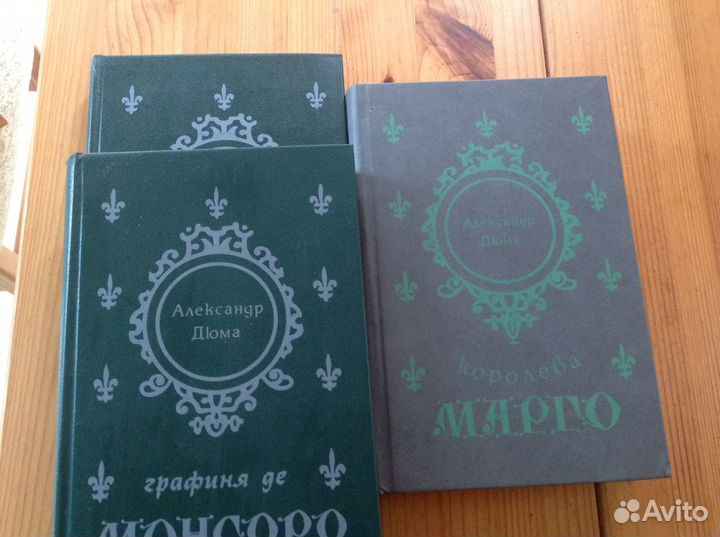 Александр
Дюма
графиня де
МОНСОРО
Александр
Дюма
королева
МАРГО
Avito